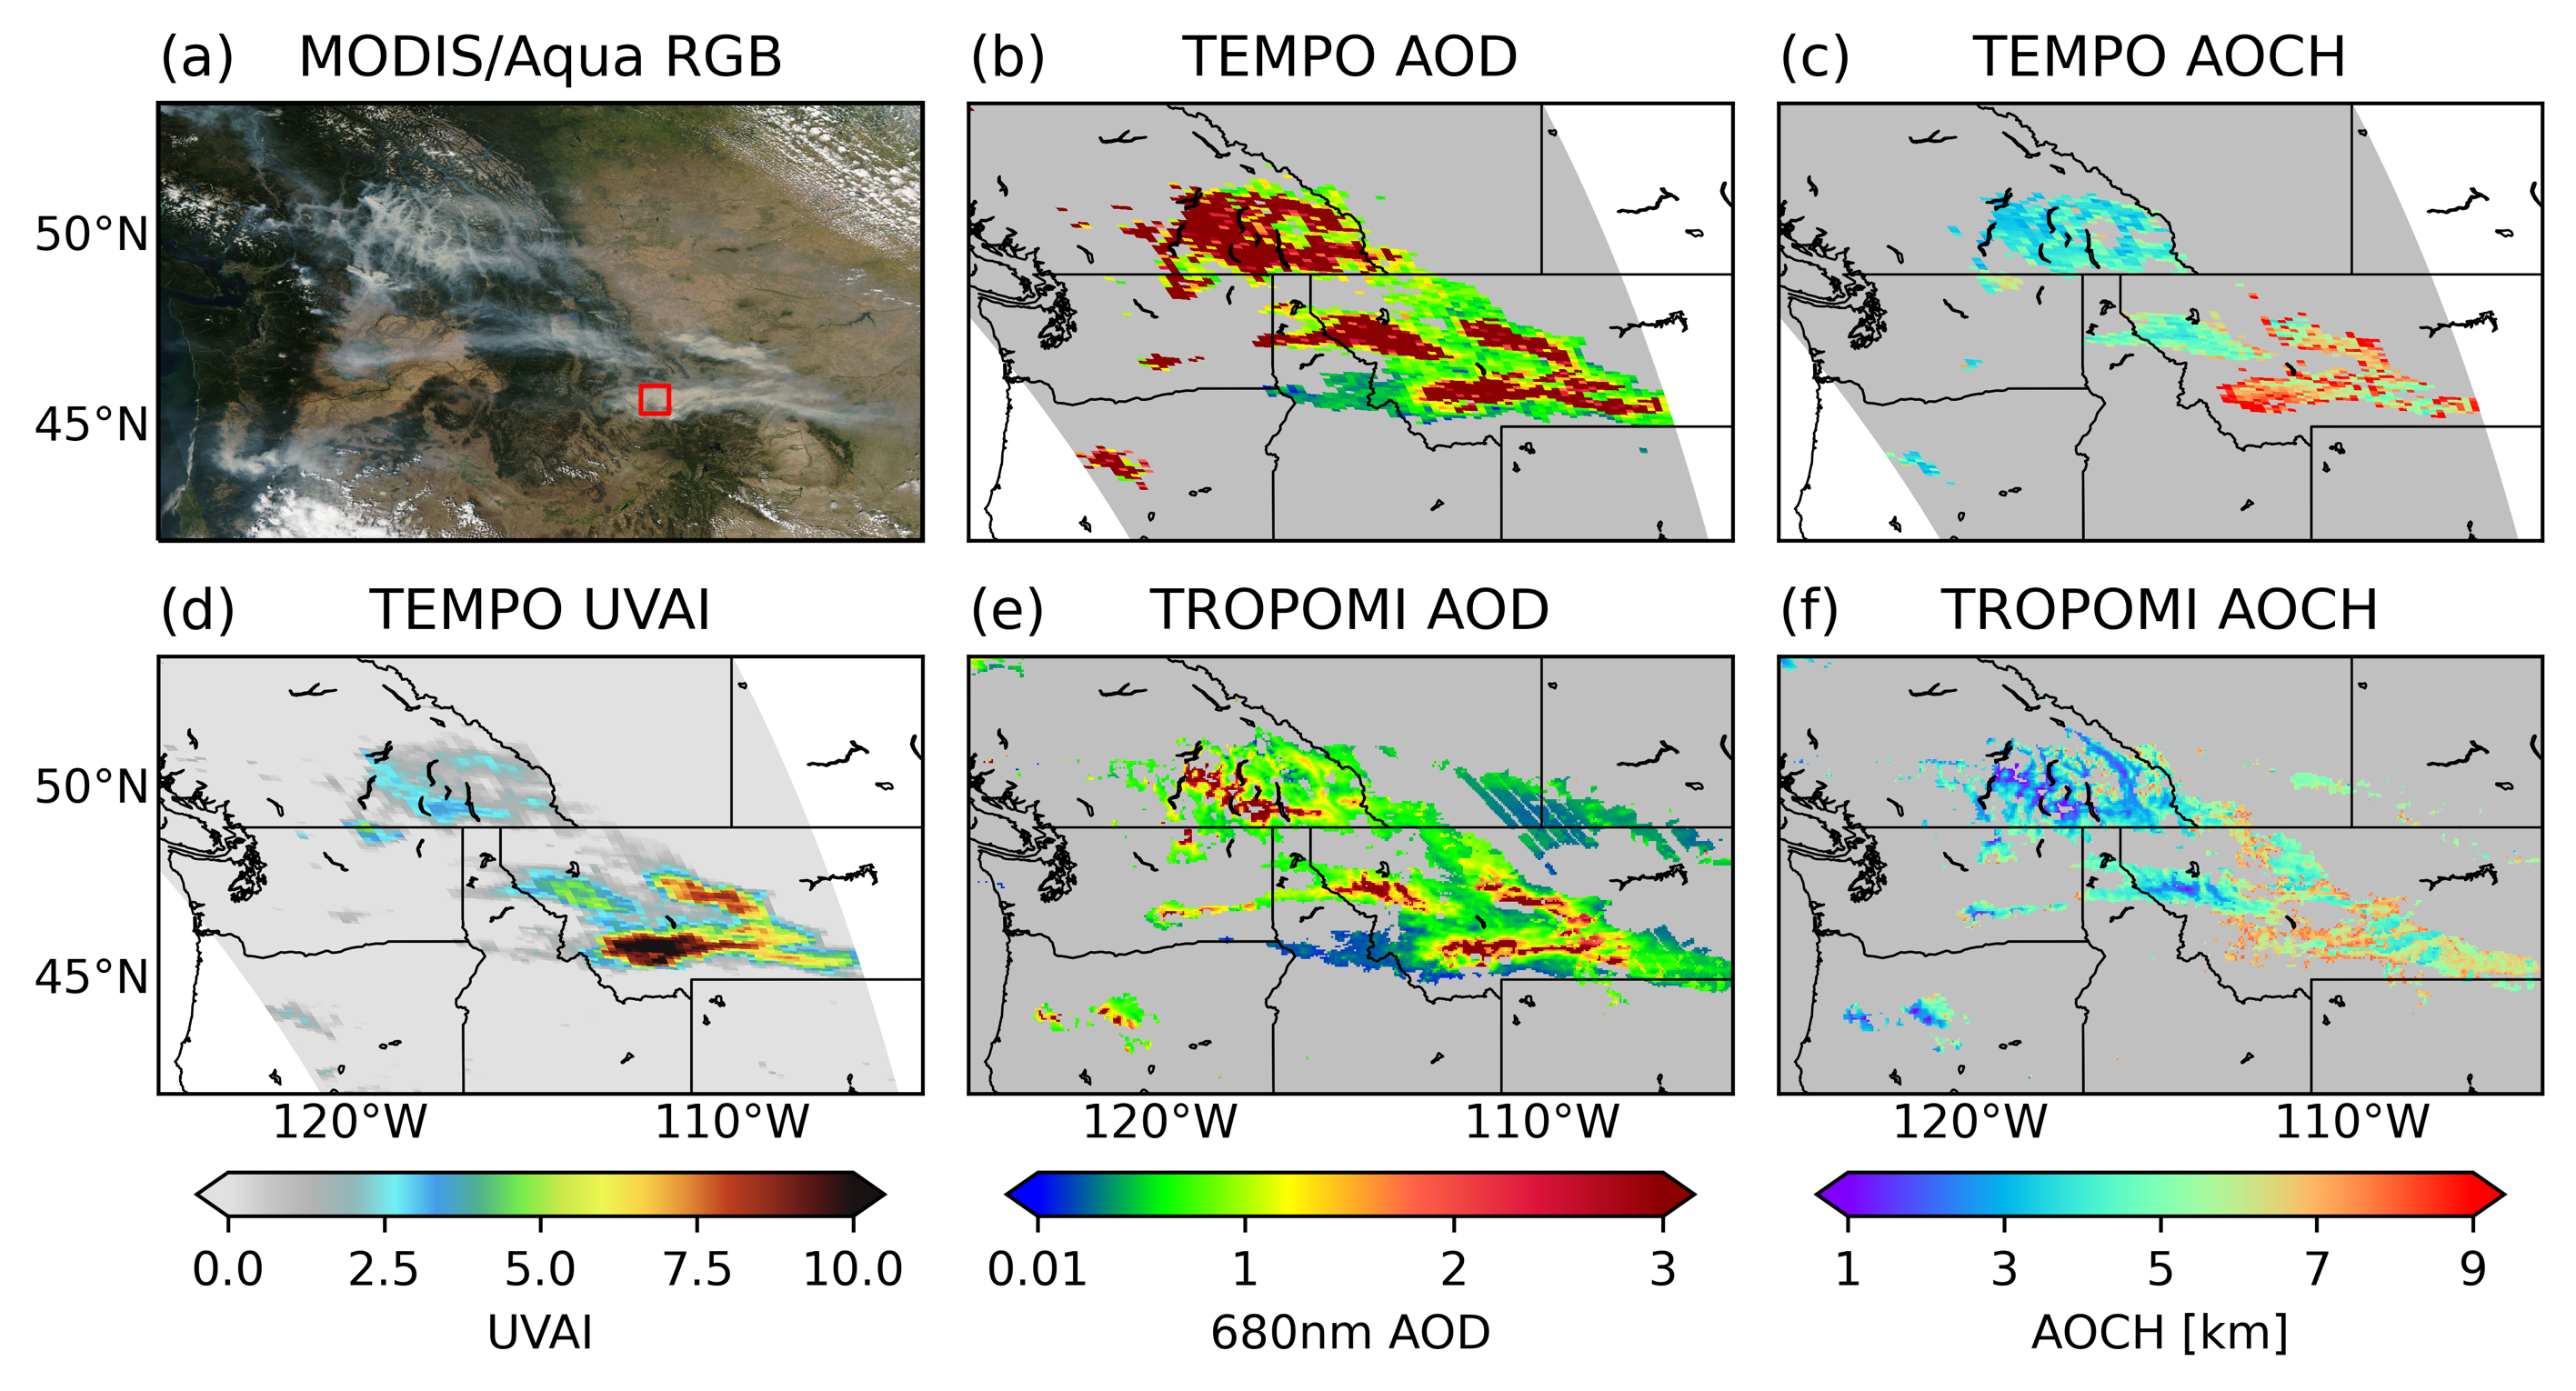 (a) MODIS/Aqua RGB
(b) TEMPO AOD
(c) TEMPO AOCH
50°N
45°N
(d) TEMPO UVAI
(e) TROPOMI AOD
(f) TROPOMI AOCH
50°N
45°N
120°W 110°W
120°W 110°W
120°W 110°W
0.0 2.5 5.0 7.5 10.0
UVAI
0.01 1 2 3
680nm AOD
1 3 5 7 9
AOCH [km]